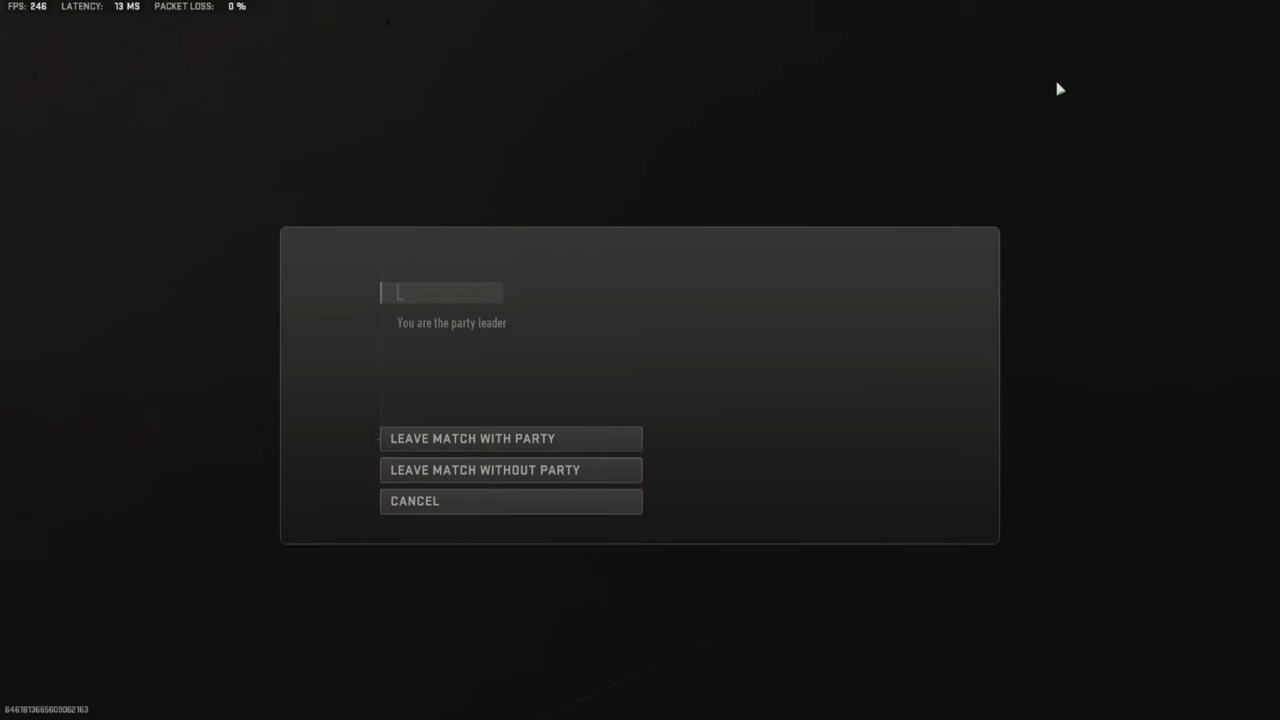 FPS: 246 LATENCY: 13 MS PACKET LOSS: 0 %
L
You are the party leader
LEAVE MATCH WITH PARTY
LEAVE MATCH WITHOUT PARTY
CANCEL
6461813665609062163